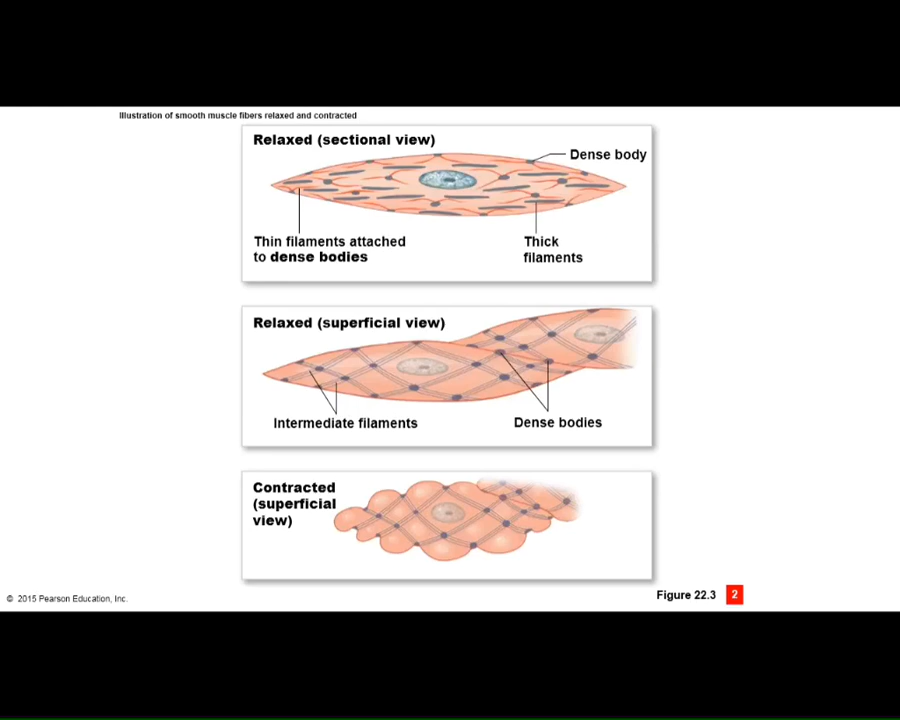 Illustration of smooth muscle fibers relaxed and contracted
Relaxed (sectional view)
Dense body
Thin filaments attached
to dense bodies
Thick
filaments
Relaxed (superficial view)
Intermediate filaments
Dense bodies
Contracted
(superficial
view)
© 2015 Pearson Education, Inc.
Figure 22.3 2